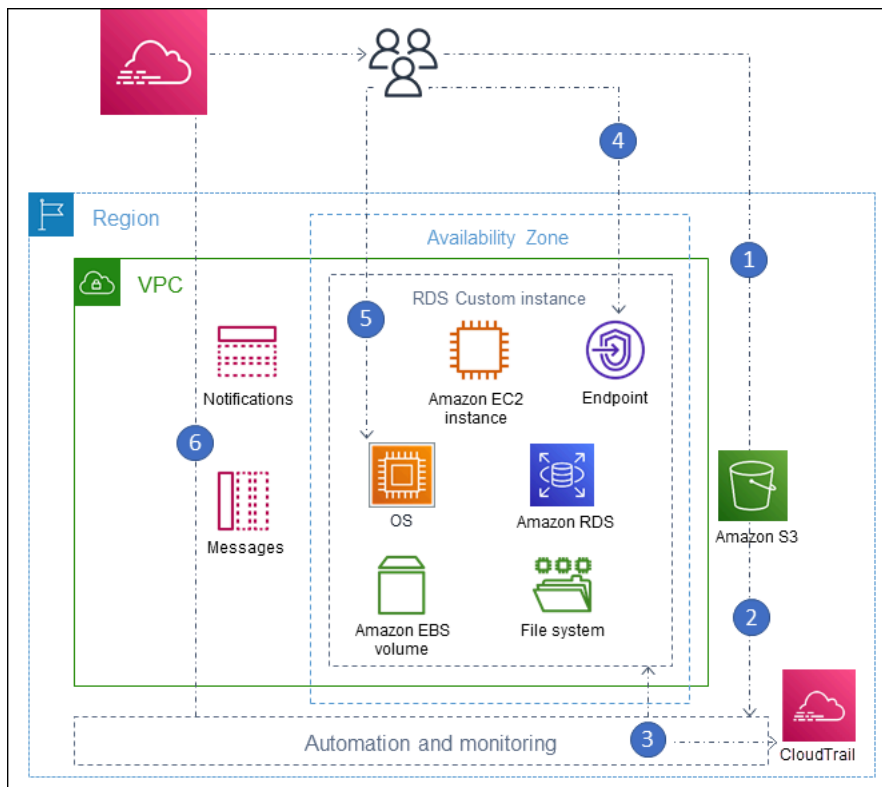 4
Region
Availability Zone
1
VPC
RDS Custom instance
5
Notifications
Amazon EC2
instance
Endpoint
6
OS
Amazon RDS
Messages
Amazon S3
Amazon EBS
volume
File system
2
Automation and monitoring
3
CloudTrail